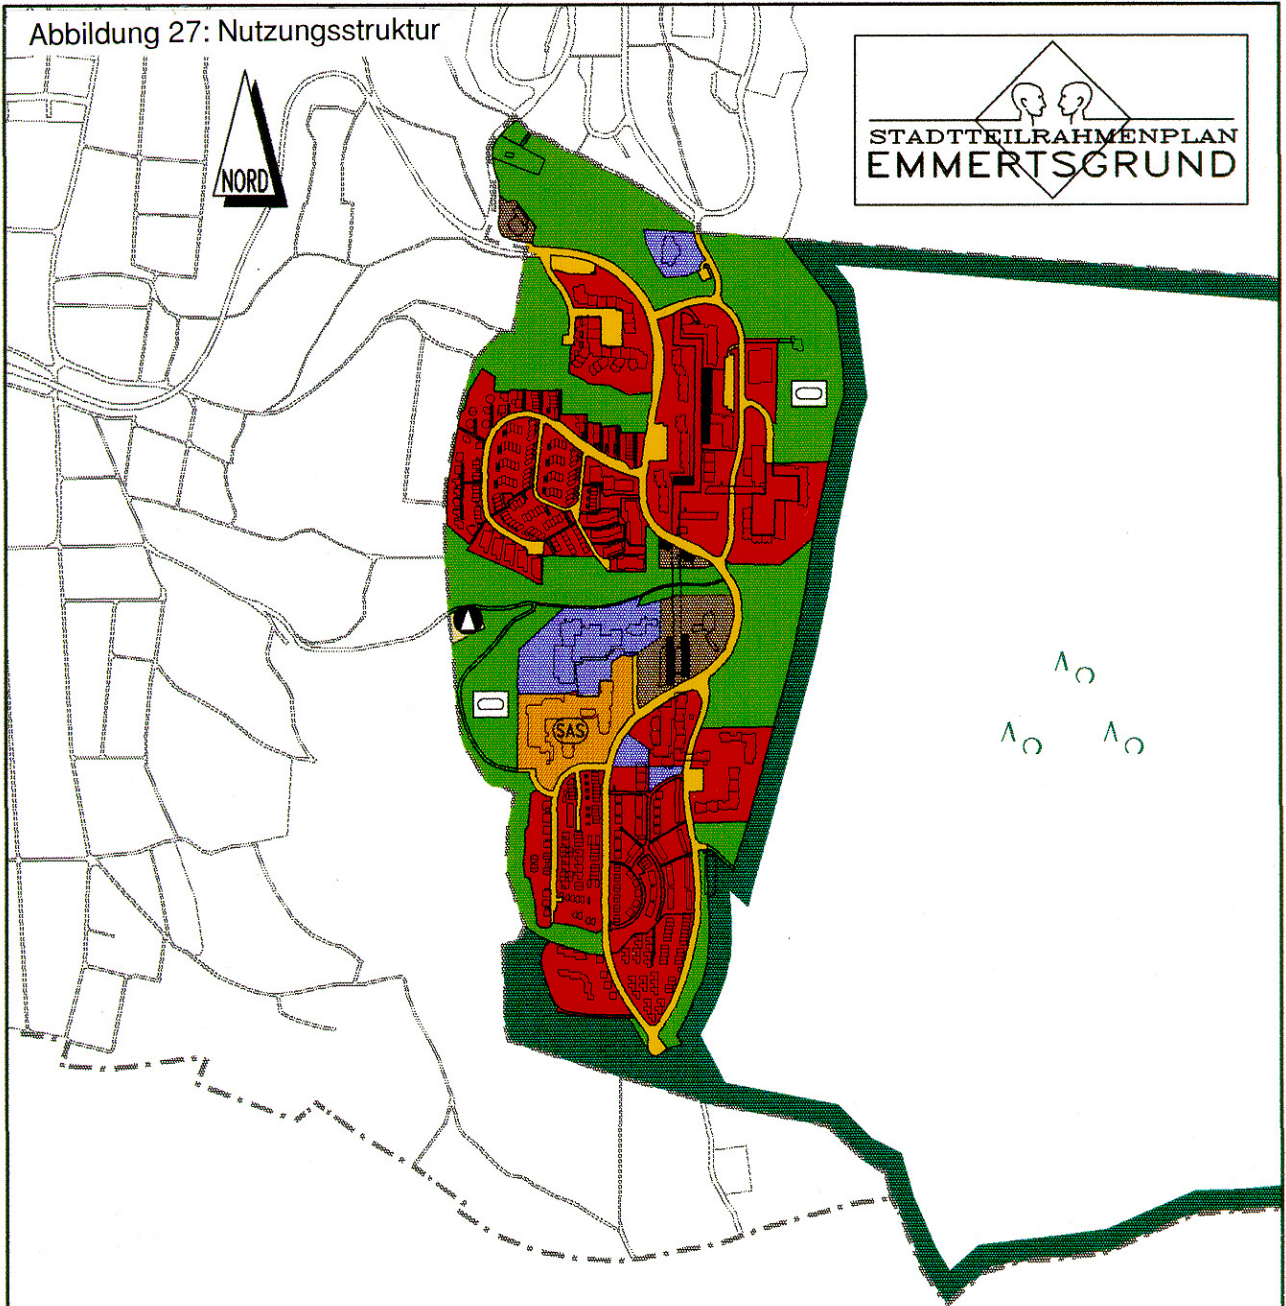 Abbildung 27: Nutzungsstruktur
NORD
STADTTEILRAHMENPLAN
EMMERTSGRUND
SAS